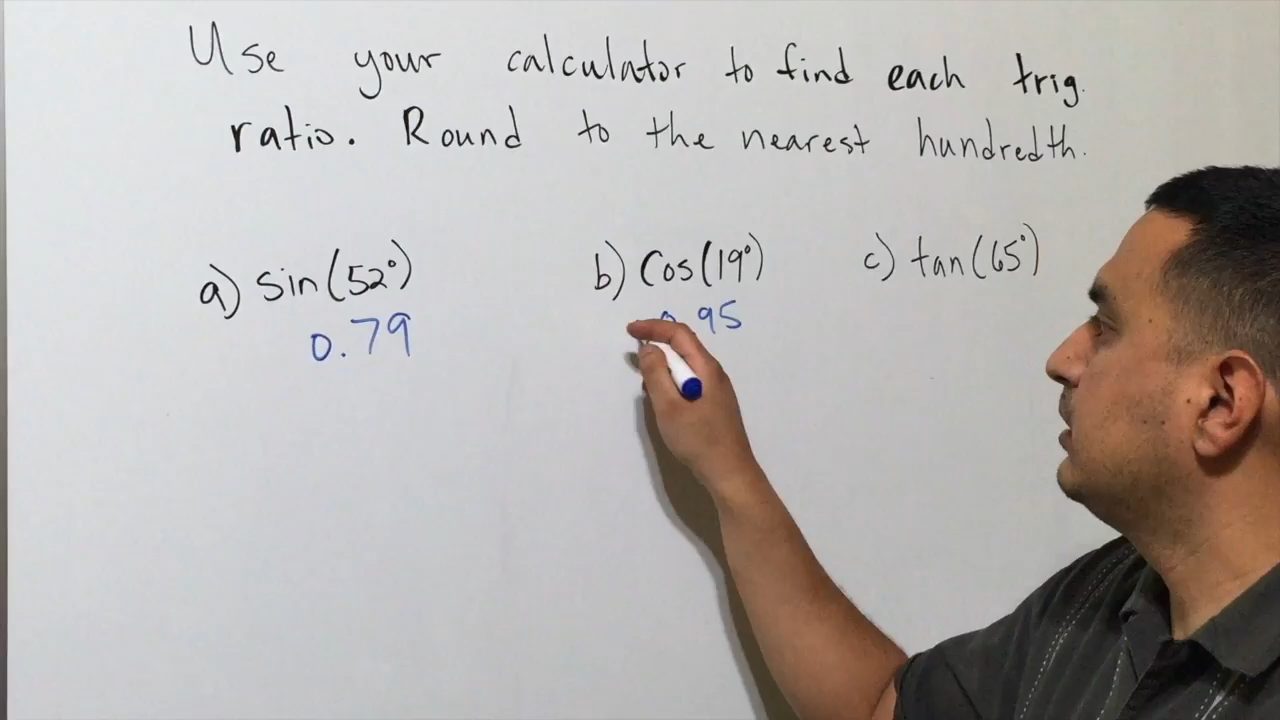 Use your calculator to find each trig.
ratio. Round to the nearest hundredth.
a) sin(52°)
0.79
b) Cos(19°)
0.95
c) tan(65°)